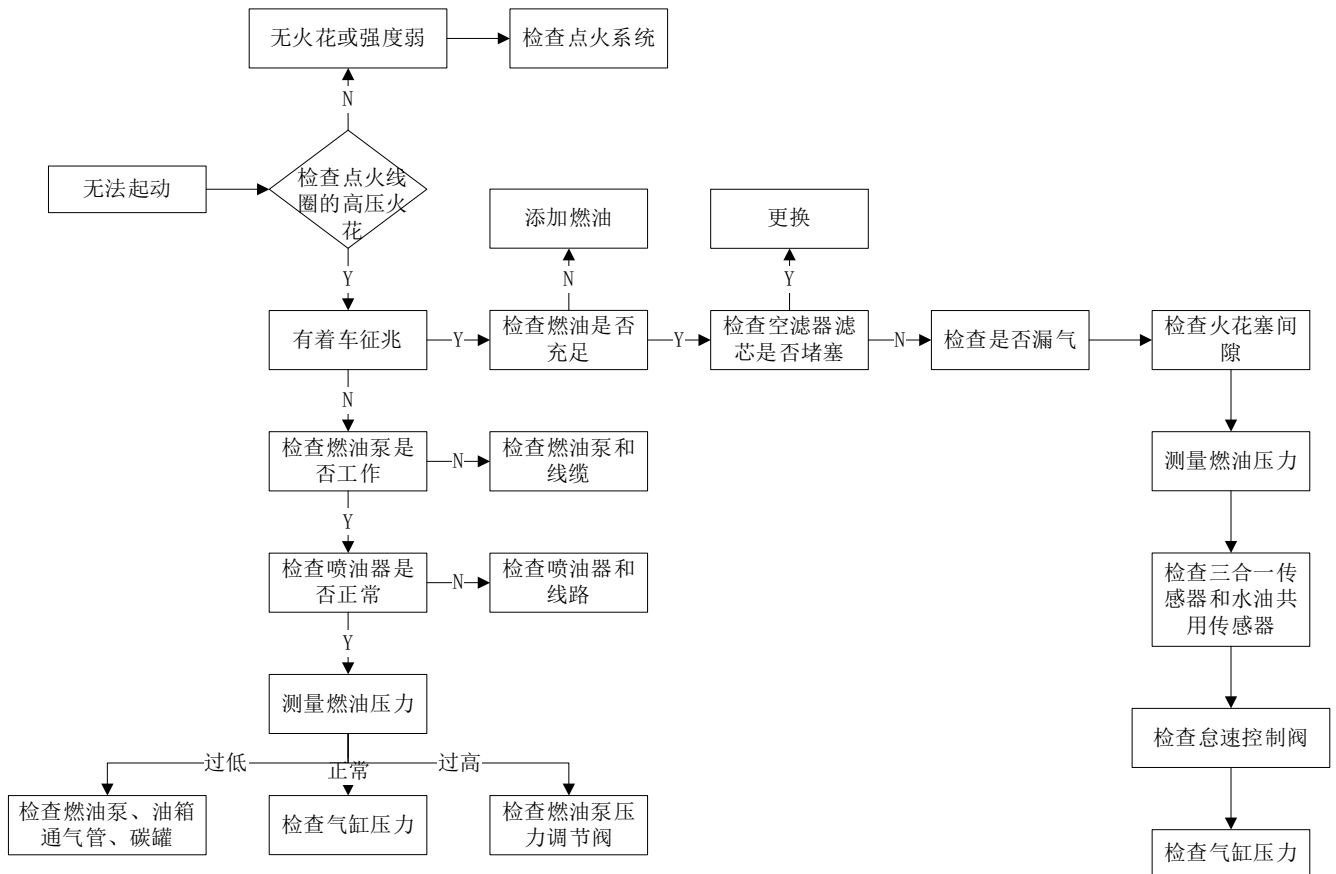 无火花或强度弱
检查点火系统
N
无法起动
检查点火线
圈的高压火
花
添加燃油
更换
Y
N
Y
有着车征兆
Y
检查燃油是否
充足
Y
检查空滤器滤
芯是否堵塞
N
检查是否漏气
检查火花塞间
隙
N
检查燃油泵是
否工作
N
检查燃油泵和
线缆
测量燃油压力
Y
检查喷油器是
否正常
N
检查喷油器和
线路
检查三合一传
感器和水油共
用传感器
Y
测量燃油压力
检查怠速控制阀
过低
正常
过高
检查燃油泵、油箱
通气管、碳罐
检查气缸压力
检查燃油泵压
力调节阀
检查气缸压力